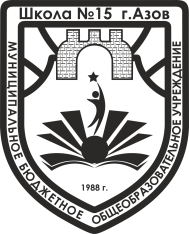 Школа №15 г.Азов
МУНИЦИПАЛЬНОЕ БЮДЖЕТНОЕ ОБЩЕОБРАЗОВАТЕЛЬНОЕ УЧРЕЖДЕНИЕ
1988 г.